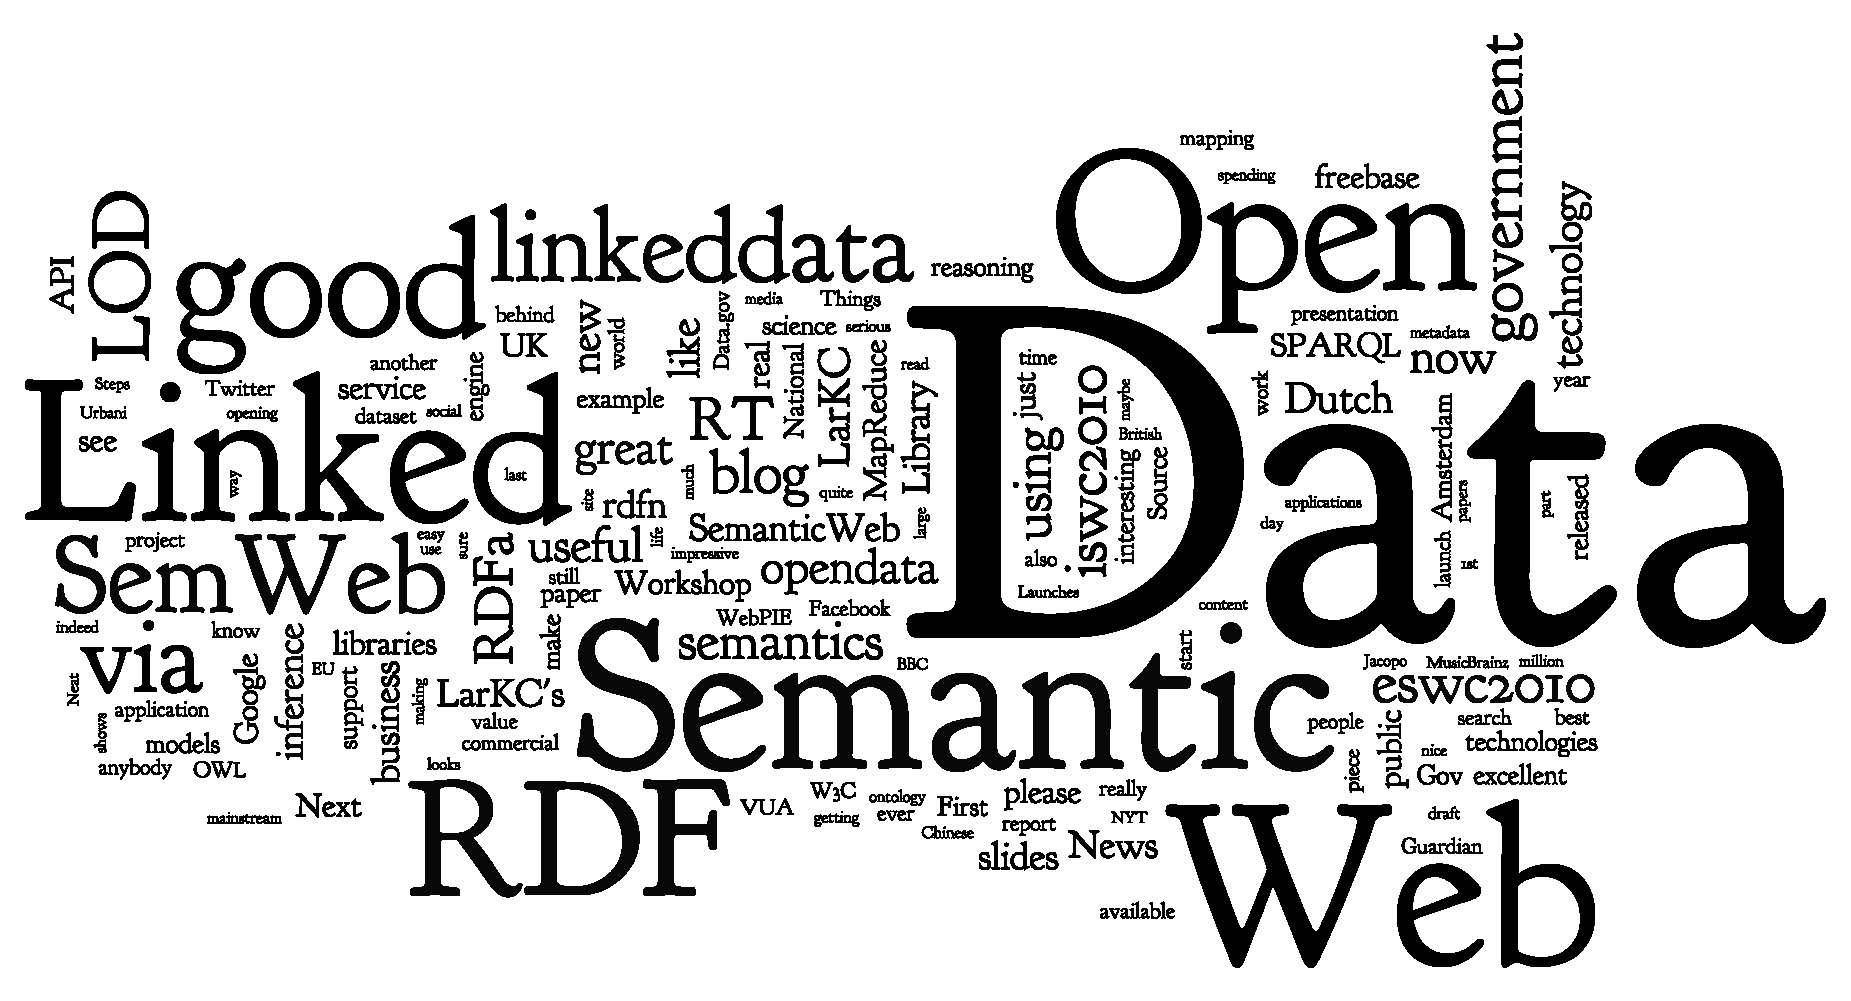 government
mapping
Open
spending
freebase
technology
LOD
API
good
linkeddata
reasoning
behind
UK
new
world
like
Data.gov
media
Things
science
serious
real
National
LarKC
MapReduce
read
Library
Data
presentation
SPARQL
metadata
now
year
work
Dutch
another
service
engine
Steps
Twitter
Urbani
opening
dataset
social
see
Linked
way
last
example
RT
great
blog
much
quite
site
rdfn
time
just
using
iswc2010
maybe
British
interesting
Source
also
Launches
Amsterdam
applications
day
papers
launch
1st
part
released
SemanticWeb
large
useful
life
impressive
opendata
still
paper
Workshop
project
SemWeb
easy
use
sure
RDFa
make
WebPIE
Facebook
semantics
BBC
content
start
indeed
know
via
libraries
inference
EU
Google
support
business
making
LarKC's
value
commercial
Neat
application
shows
models
anybody
OWL
Semantic
Jacopo
MusicBrainz
million
eswc2010
people
public
search
best
nice
technologies
piece
Gov
excellent
looks
RDF
mainstream
Next
VUA
W3C
getting
ontology
ever
First
Chinese
please
report
really
NYT
slides
News
Web
draft
Guardian
available